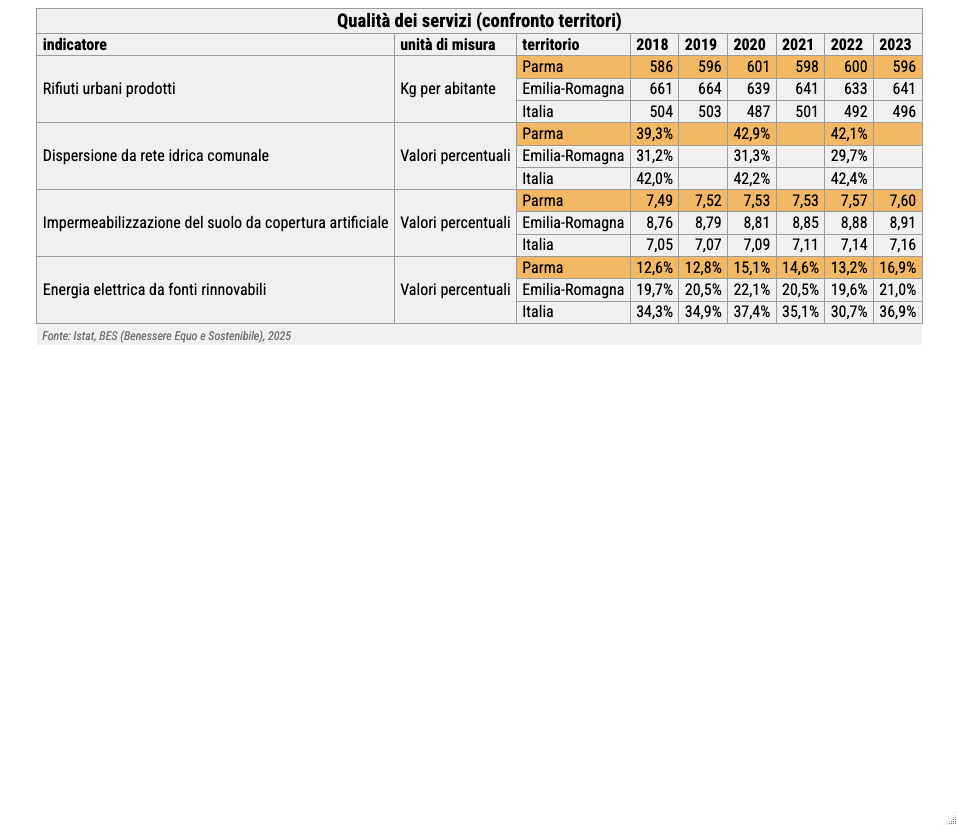 Qualità dei servizi (confronto territori)
indicatore unità di misura territorio 2018 2019 2020 2021 2022 2023
Rifiuti urbani prodotti Kg per abitante Parma 586 596 601 598 600 596
Emilia-Romagna 661 664 639 641 633 641
Italia 504 503 487 501 492 496
Dispersione da rete idrica comunale Valori percentuali Parma 39,3% 42,9% 42,1%
Emilia-Romagna 31,2% 31,3% 29,7%
Italia 42,0% 42,2% 42,4%
Impermeabilizzazione del suolo da copertura artificiale Valori percentuali Parma 7,49 7,52 7,53 7,53 7,57 7,60
Emilia-Romagna 8,76 8,79 8,81 8,85 8,88 8,91
Italia 7,05 7,07 7,09 7,11 7,14 7,16
Energia elettrica da fonti rinnovabili Valori percentuali Parma 12,6% 12,8% 15,1% 14,6% 13,2% 16,9%
Emilia-Romagna 19,7% 20,5% 22,1% 20,5% 19,6% 21,0%
Italia 34,3% 34,9% 37,4% 35,1% 30,7% 36,9%
Fonte: Istat, BES (Benessere Equo e Sostenibile), 2025